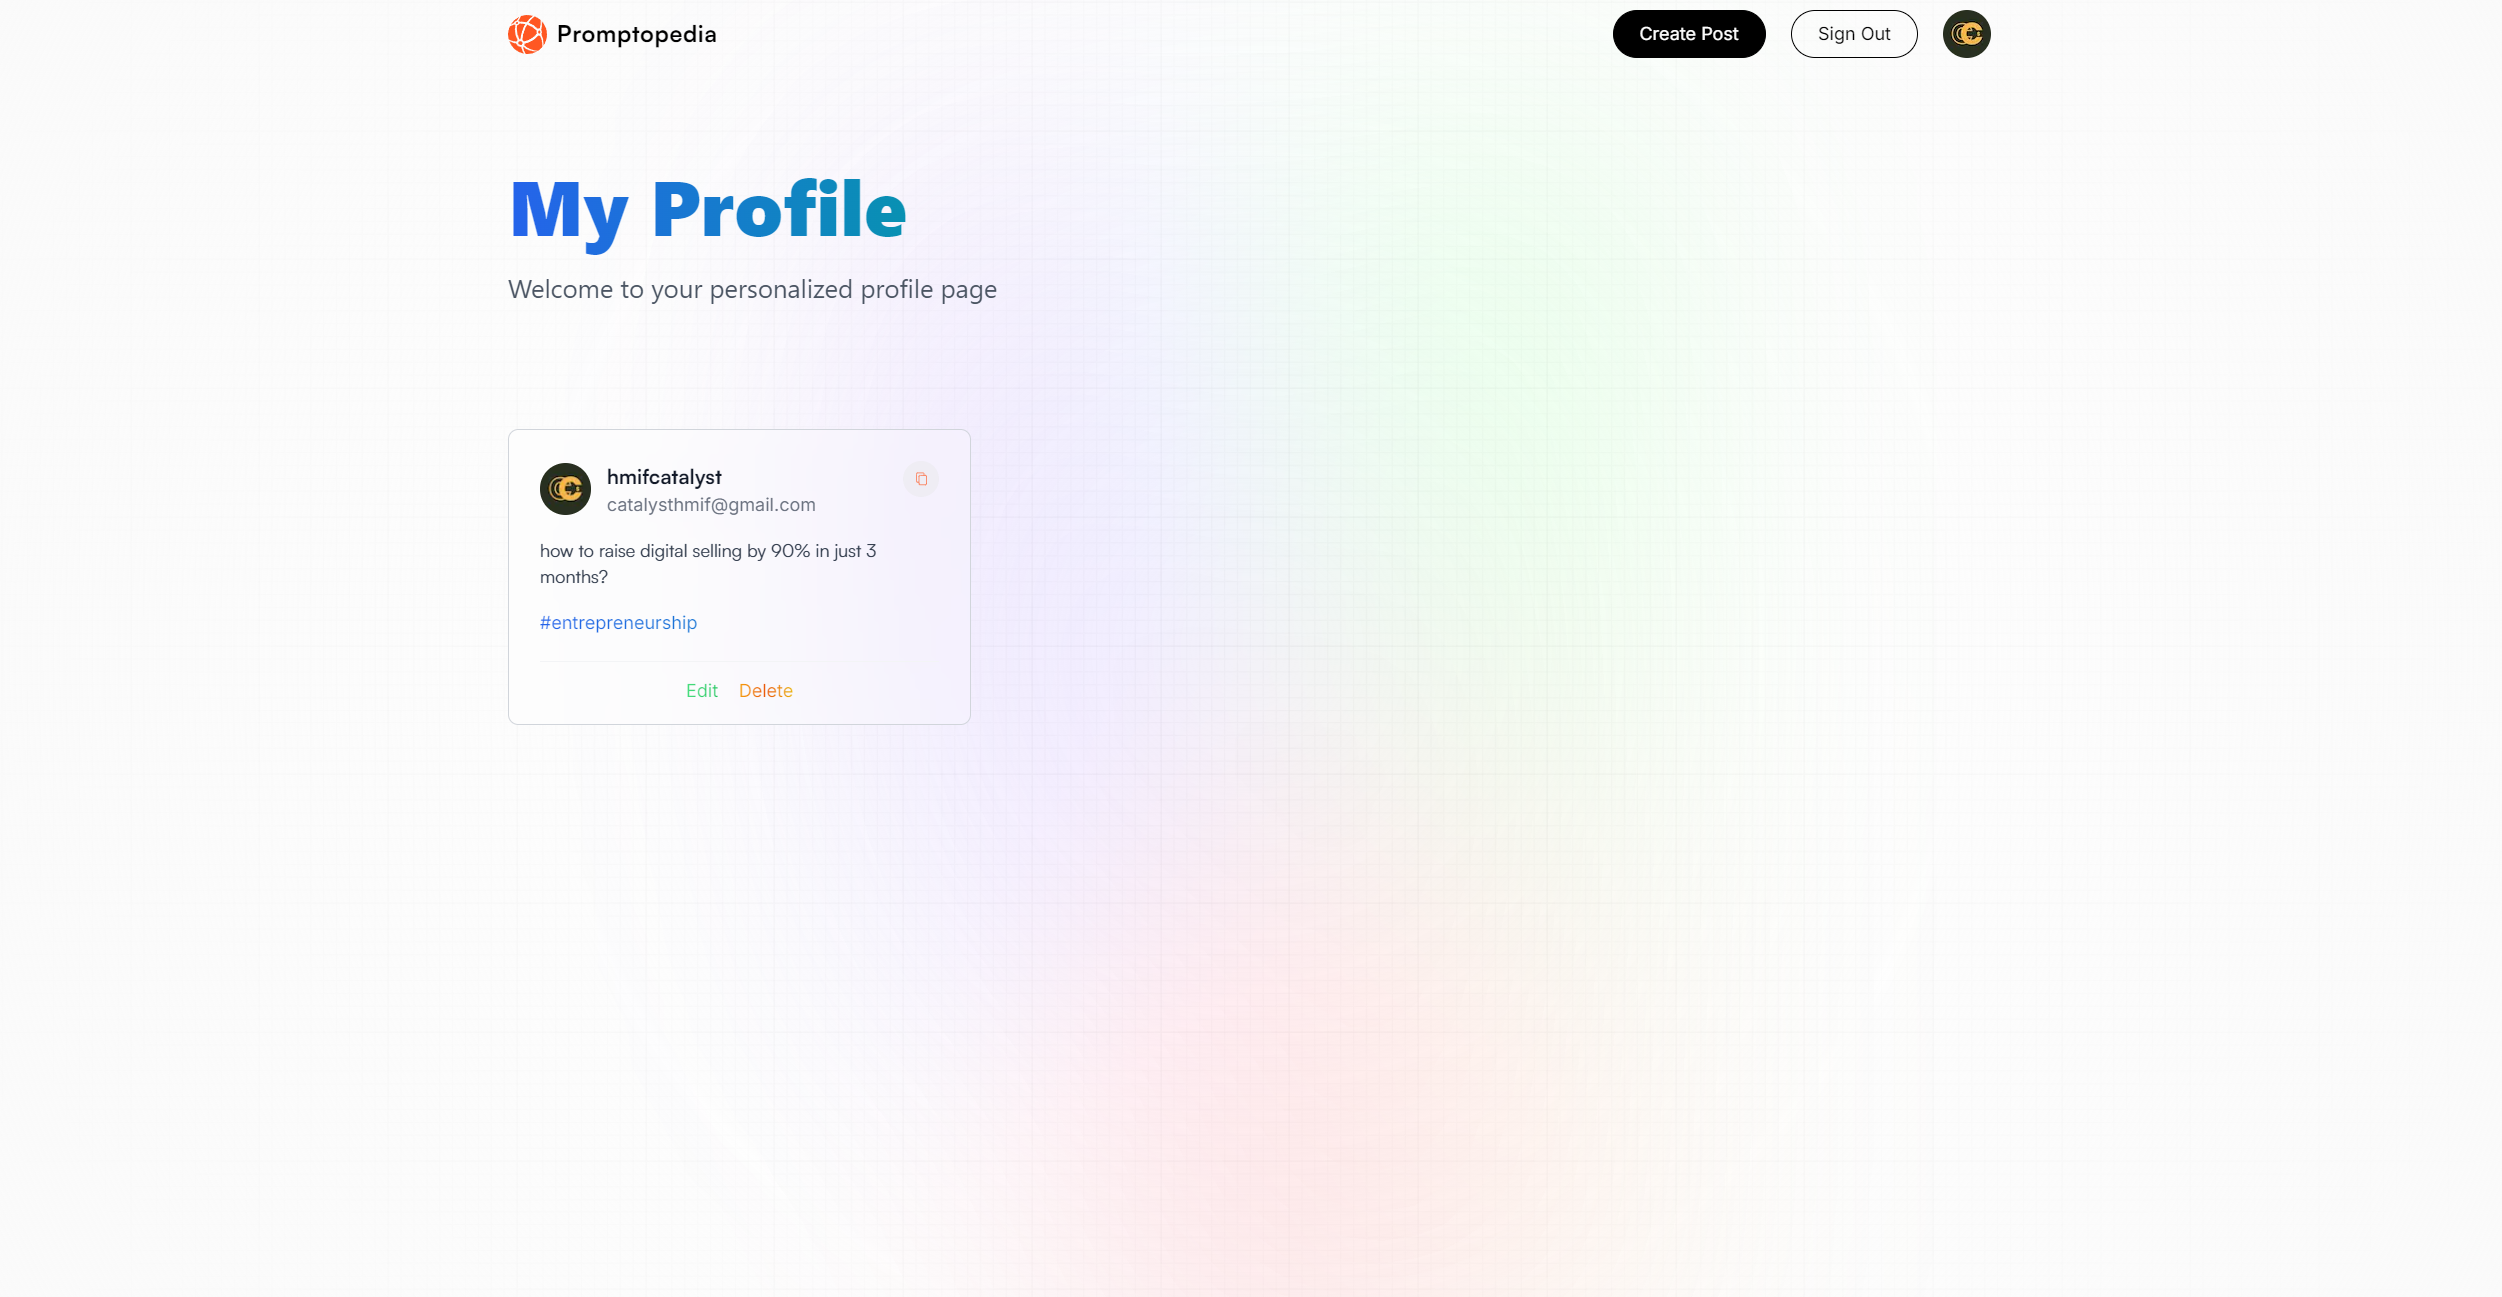 Promptopedia
Create Post
Sign Out
My Profile
Welcome to your personalized profile page
hmifcatalyst
catalysthmif@gmail.com
how to raise digital selling by 90% in just 3
months?
#entrepreneurship
Edit
Delete